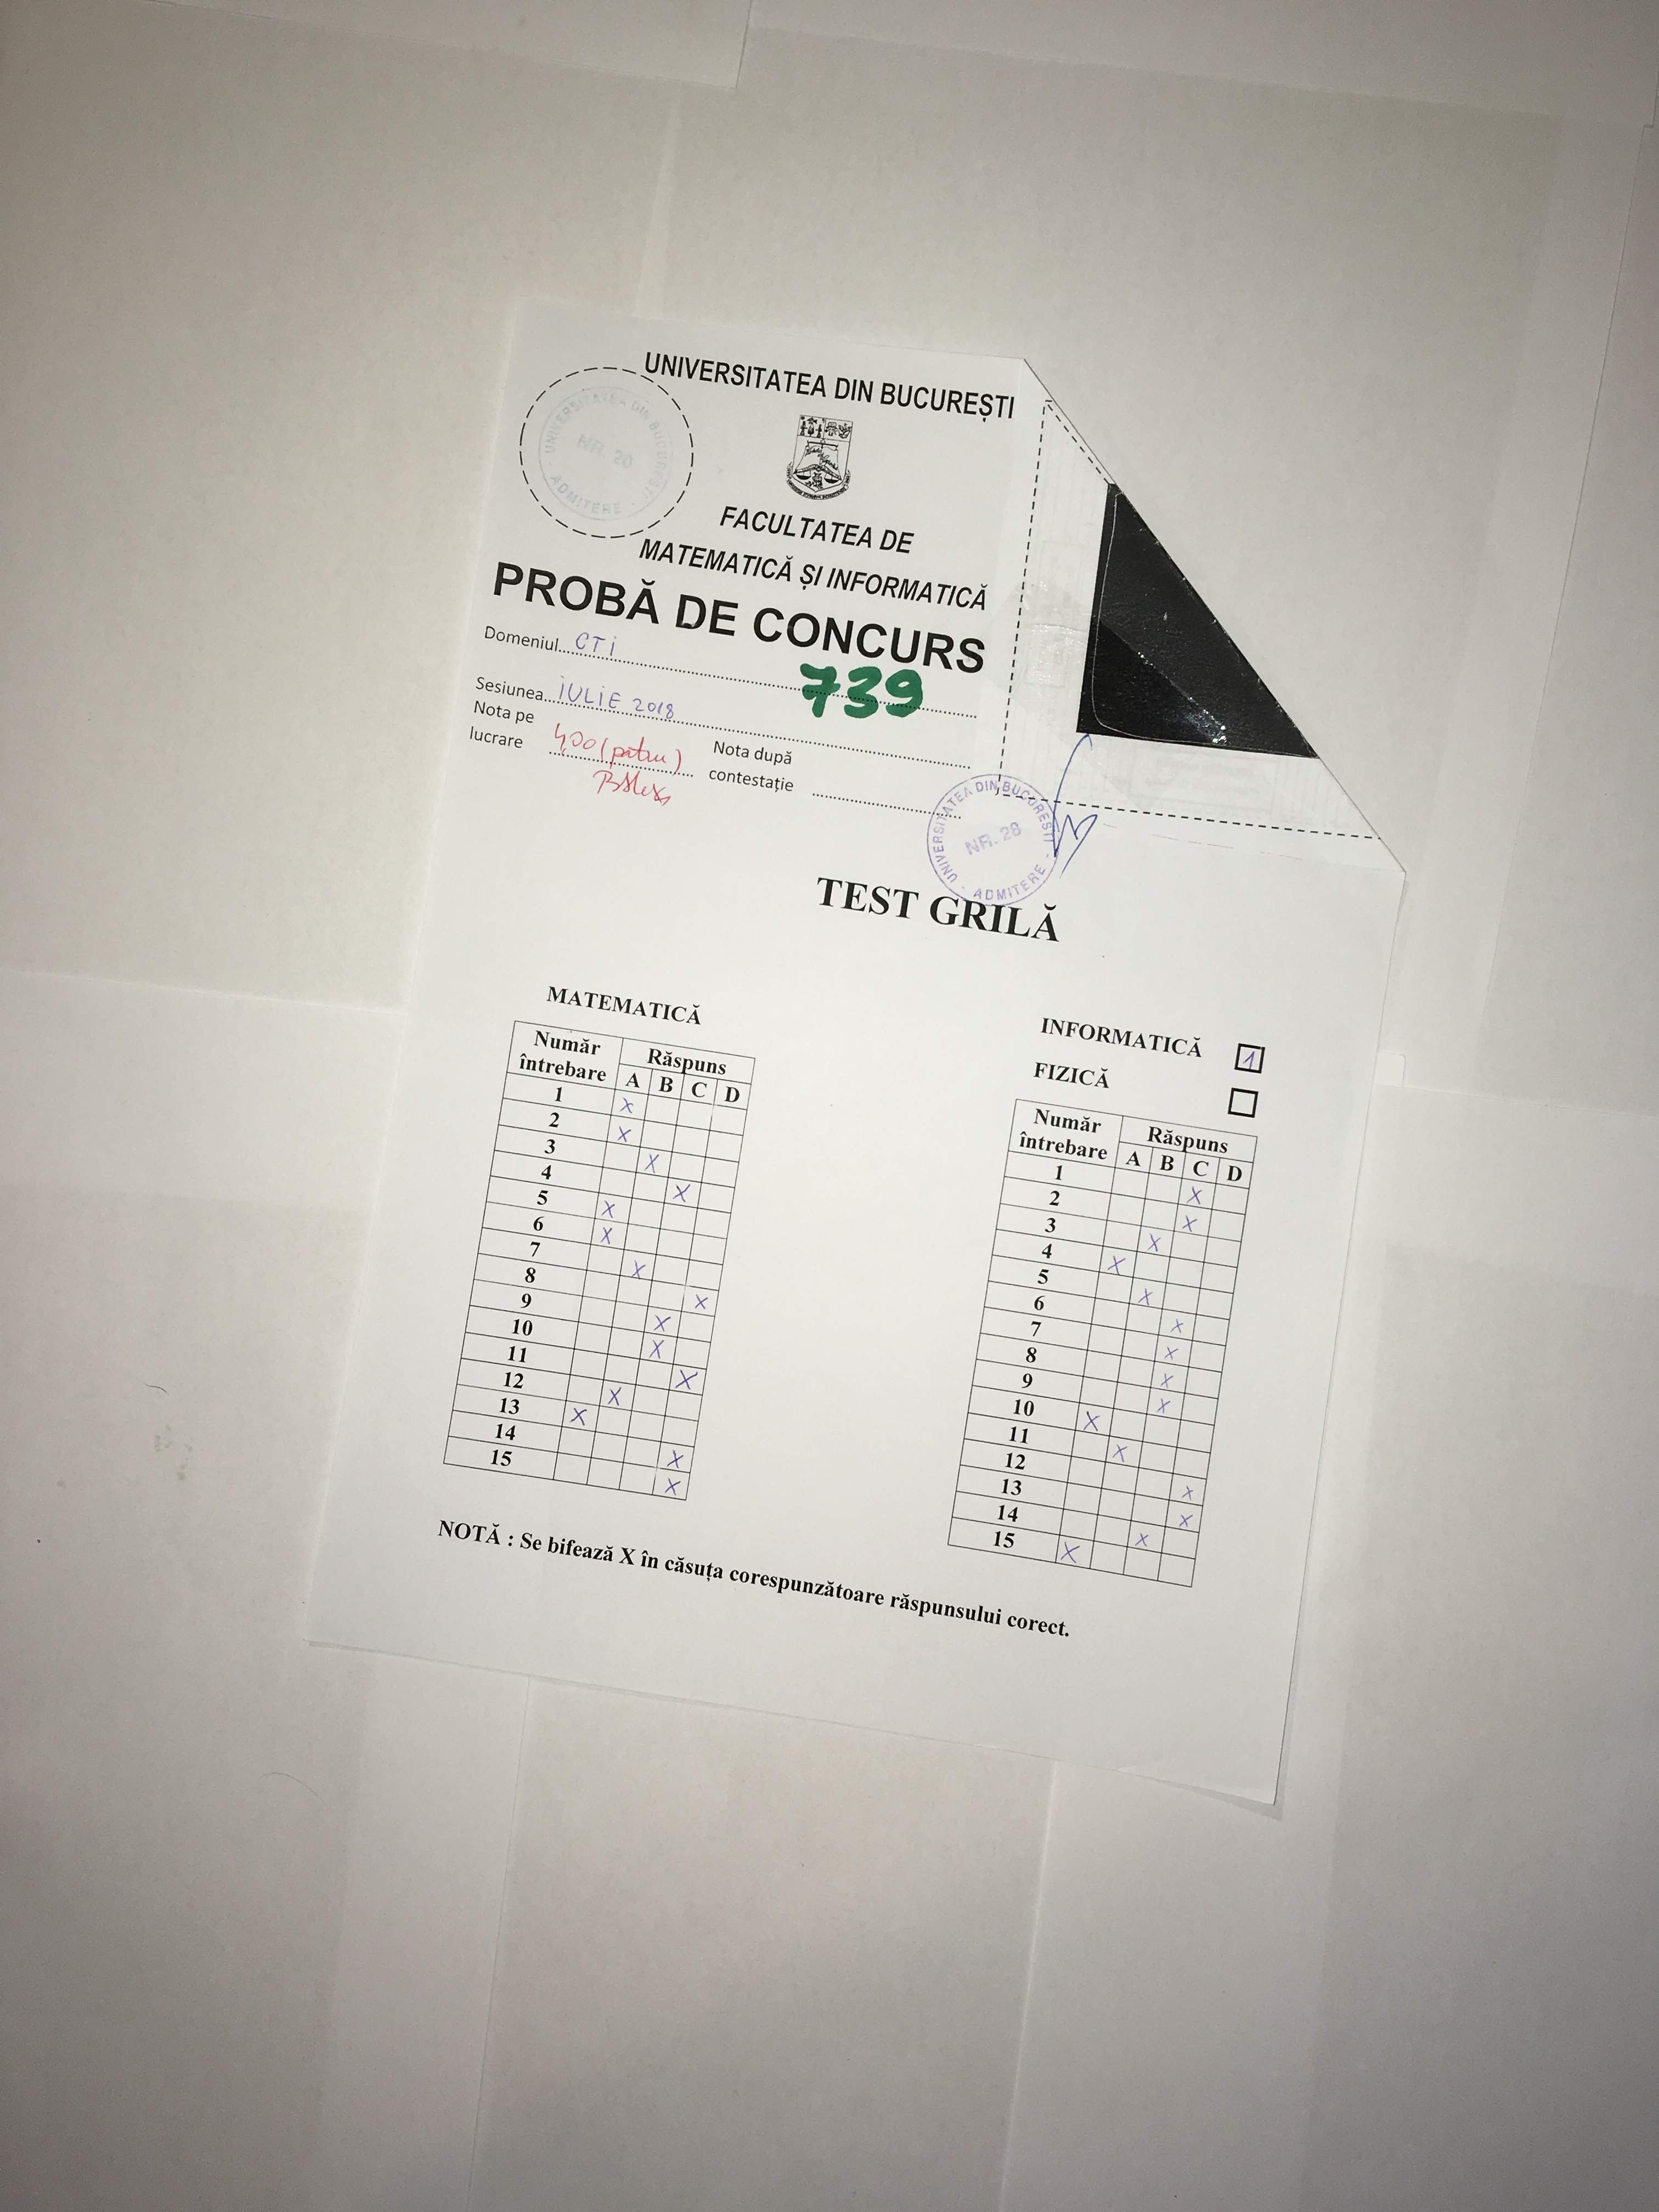 UNIVERSITATEA DIN BUCUREȘTI
UNIVERSITATEA DIN BUCUREȘTI
NR. 20
ADMITERE
FACULTATEA DE
MATEMATICĂ ȘI INFORMATICĂ
PROBĂ DE CONCURS
Domeniul CTI
739
Sesiunea IULIE 2018
Nota pe lucrare 4,00 (patru)
Nota după contestație
UNIVERSITATEA DIN BUCUREȘTI
NR. 28
ADMITERE
TEST GRILĂ
MATEMATICĂ
Număr întrebare Răspuns
A B C D
1 X
2 X
3 X
4 X
5 X
6 X
7 X
8 X
9 X
10 X
11 X
12 X
13 X
14 X
15 X
INFORMATICĂ 1
FIZICĂ
Număr întrebare Răspuns
A B C D
1 X
2 X
3 X
4 X
5 X
6 X
7 X
8 X
9 X
10 X
11 X
12 X
13 X
14 X
15 X
NOTĂ : Se bifează X în căsuța corespunzătoare răspunsului corect.